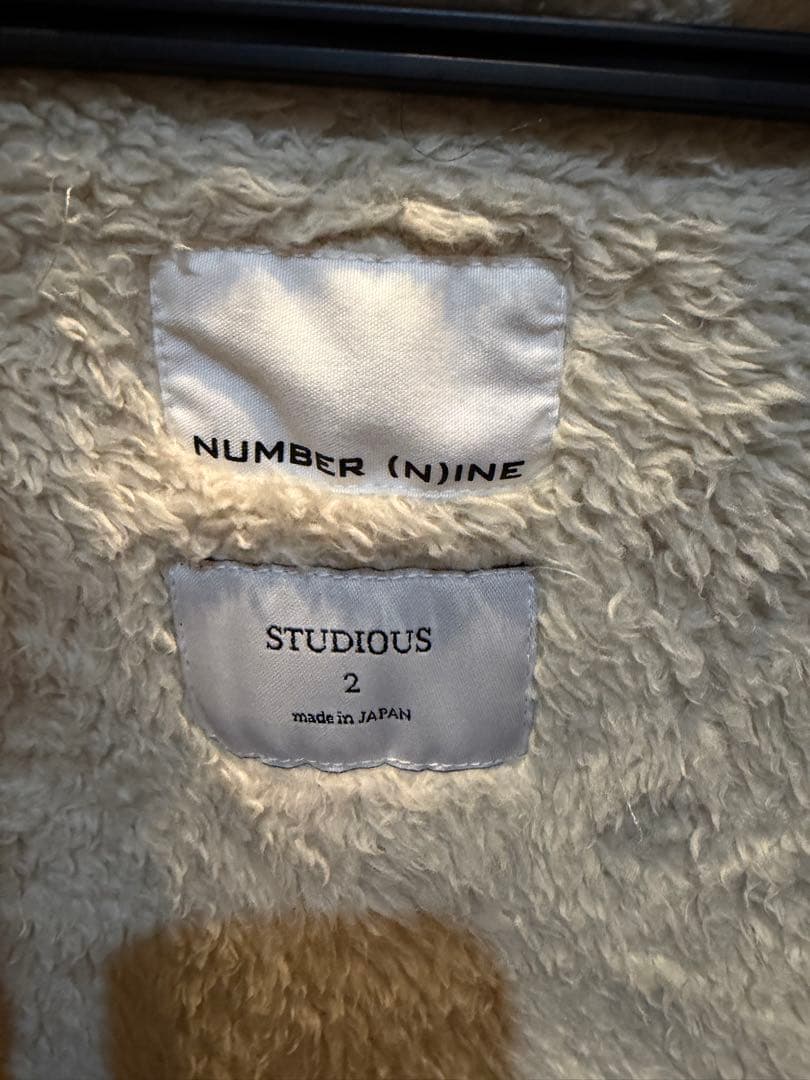 NUMBER (N)INE
STUDIOUS
2
made in JAPAN